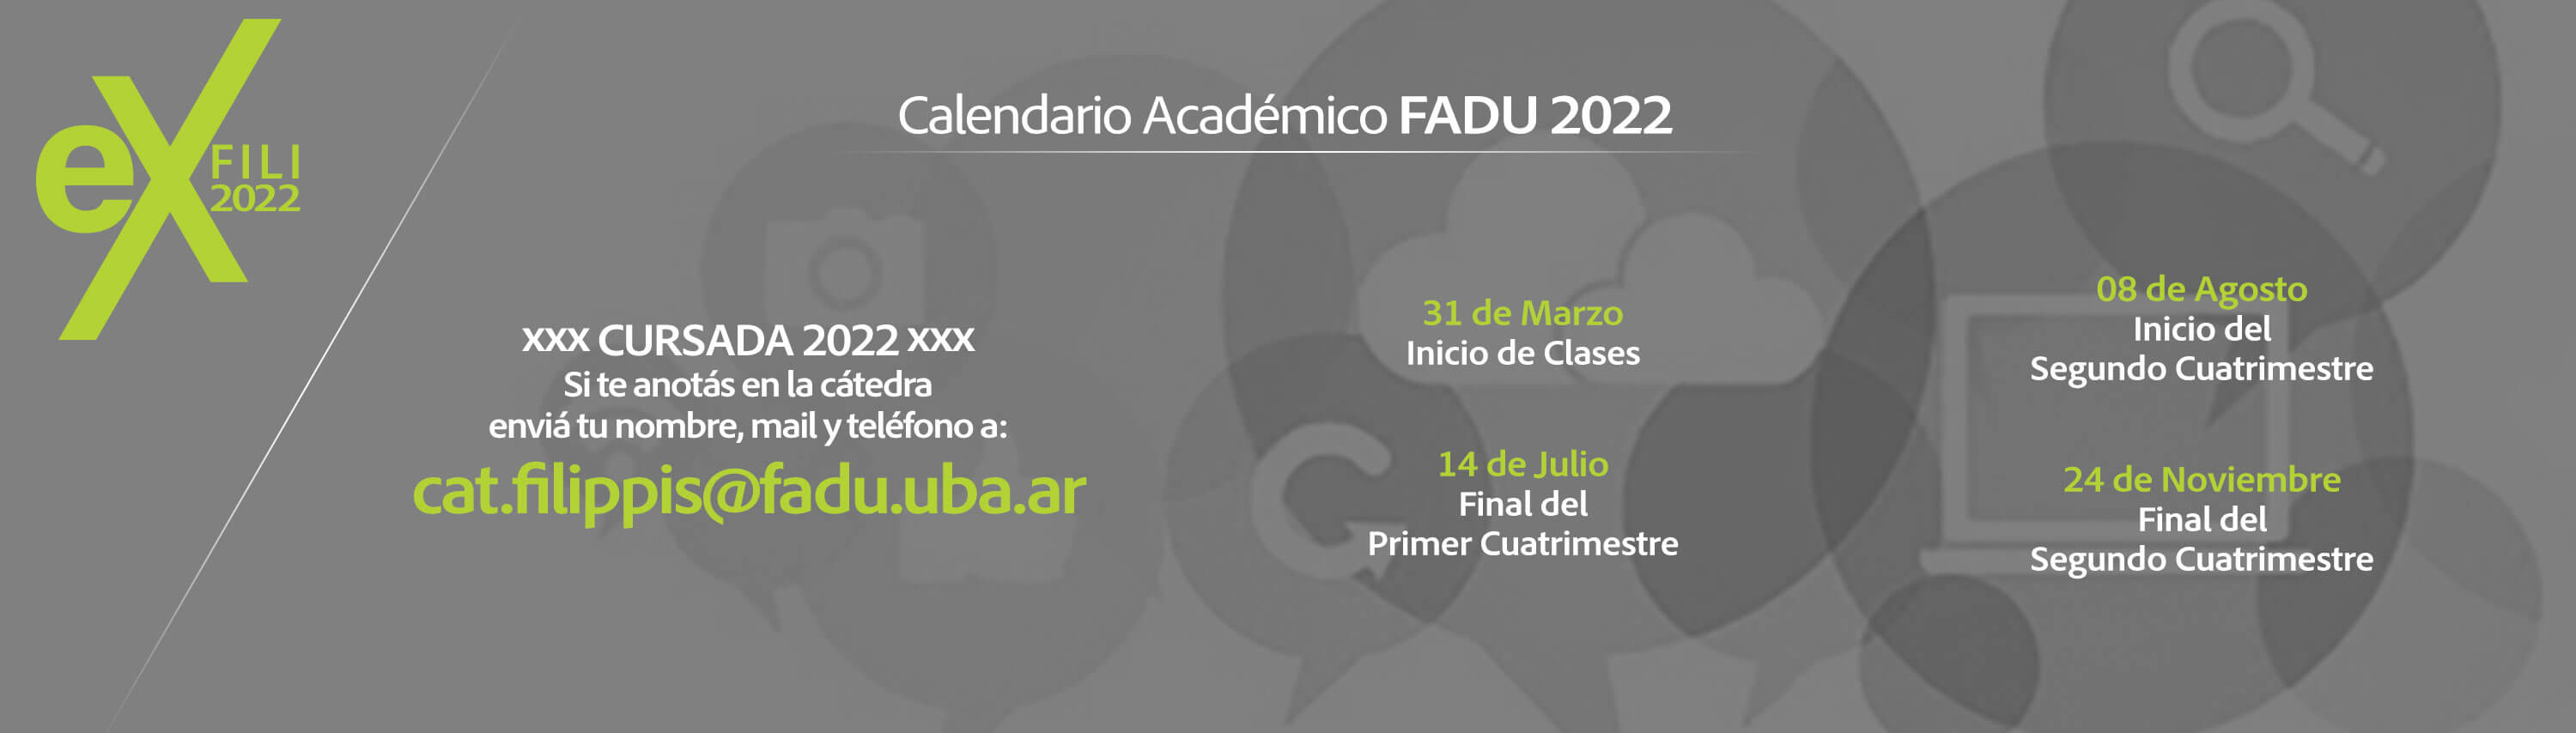 eX
FILI
2022
Calendario Académico FADU 2022
xxx CURSADA 2022 xxx
Si te anotás en la cátedra
enviá tu nombre, mail y teléfono a:
cat.filippis@fadu.uba.ar
31 de Marzo
Inicio de Clases
14 de Julio
Final del
Primer Cuatrimestre
08 de Agosto
Inicio del
Segundo Cuatrimestre
24 de Noviembre
Final del
Segundo Cuatrimestre